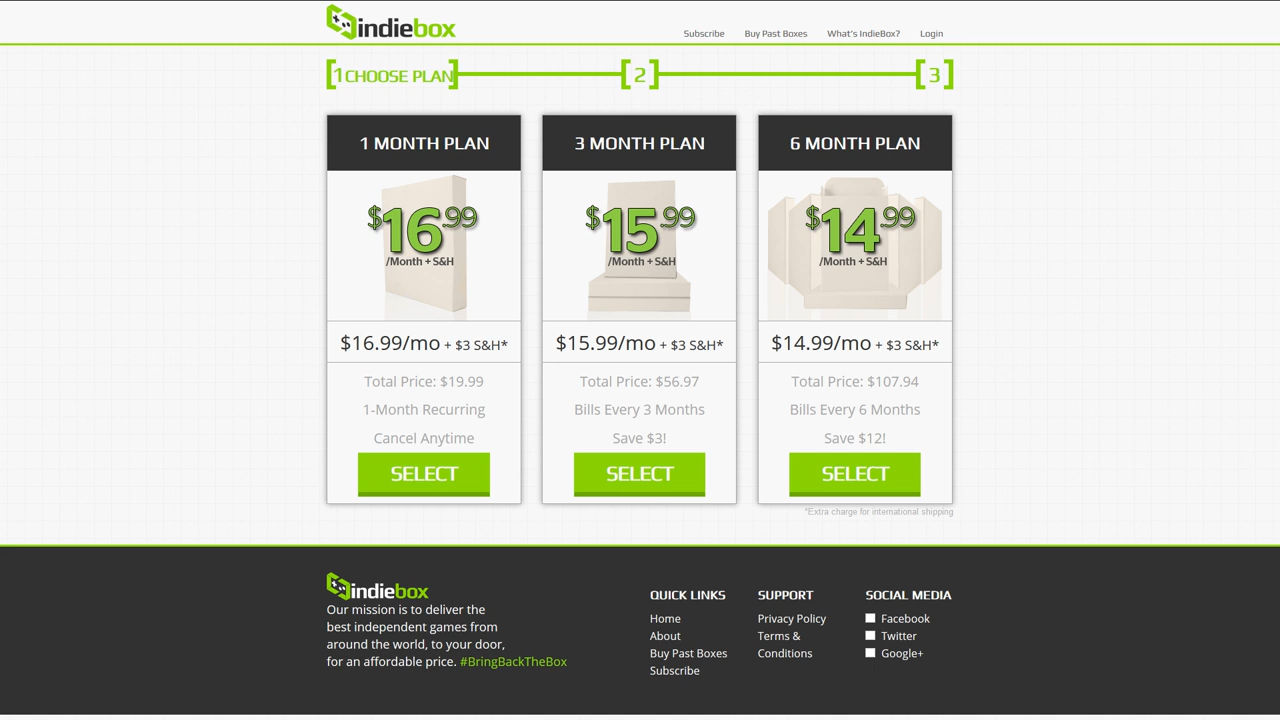 indiebox
Subscribe
Buy Past Boxes
What's IndieBox?
Login
1 CHOOSE PLAN
2
3
1 MONTH PLAN
$16.99
/Month + S&H
$16.99/mo + $3 S&H*
Total Price: $19.99
1-Month Recurring
Cancel Anytime
SELECT
3 MONTH PLAN
$15.99
/Month + S&H
$15.99/mo + $3 S&H*
Total Price: $56.97
Bills Every 3 Months
Save $3!
SELECT
6 MONTH PLAN
$14.99
/Month + S&H
$14.99/mo + $3 S&H*
Total Price: $107.94
Bills Every 6 Months
Save $12!
SELECT
*Extra charge for international shipping
indiebox
Our mission is to deliver the
best independent games from
around the world, to your door,
for an affordable price. #BringBackTheBox
QUICK LINKS
Home
About
Buy Past Boxes
Subscribe
SUPPORT
Privacy Policy
Terms &
Conditions
SOCIAL MEDIA
Facebook
Twitter
Google+